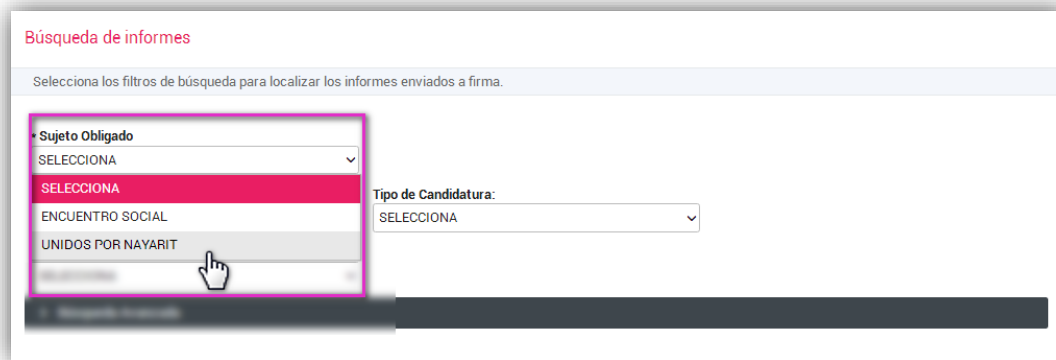 Búsqueda de informes
Selecciona los filtros de búsqueda para localizar los informes enviados a firma.
• Sujeto Obligado
SELECCIONA
SELECCIONA
ENCUENTRO SOCIAL
UNIDOS POR NAYARIT
Tipo de Candidatura:
SELECCIONA